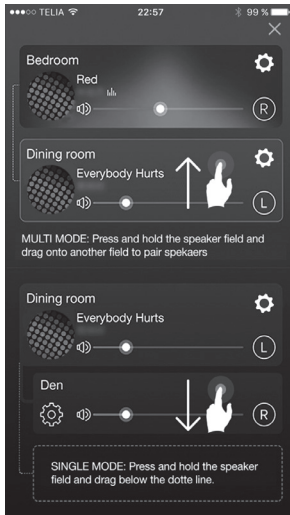 TELIA 22:57 99 %
Bedroom
Red
R
Dining room
Everybody Hurts
L
MULTI MODE: Press and hold the speaker field and
drag onto another field to pair spekaers
Dining room
Everybody Hurts
L
Den
R
SINGLE MODE: Press and hold the speaker
field and drag below the dotte line.